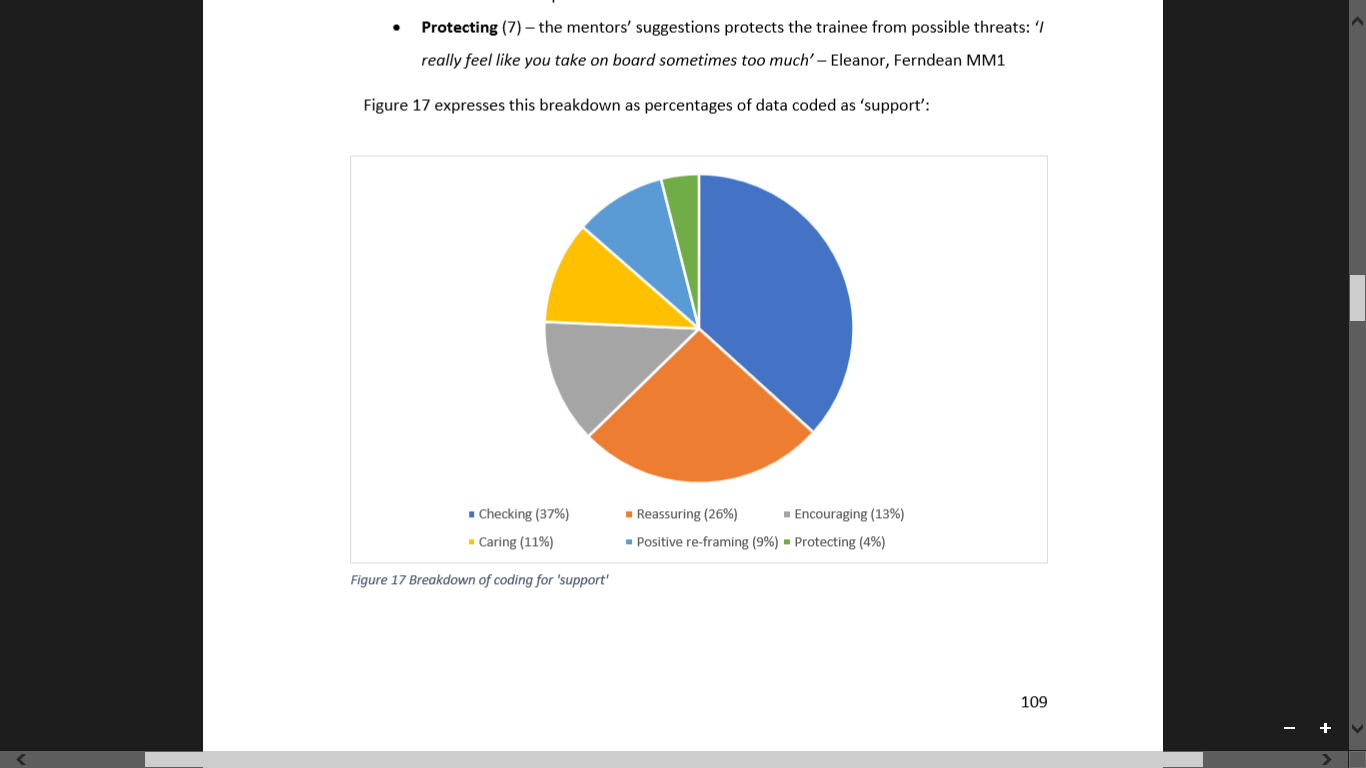 • Protecting (7) – the mentors’ suggestions protects the trainee from possible threats: ‘I
really feel like you take on board sometimes too much’ – Eleanor, Ferndean MM1
Figure 17 expresses this breakdown as percentages of data coded as ‘support’:
Checking (37%) Reassuring (26%) Encouraging (13%)
Caring (11%) Positive re-framing (9%) Protecting (4%)
Figure 17 Breakdown of coding for 'support'
109